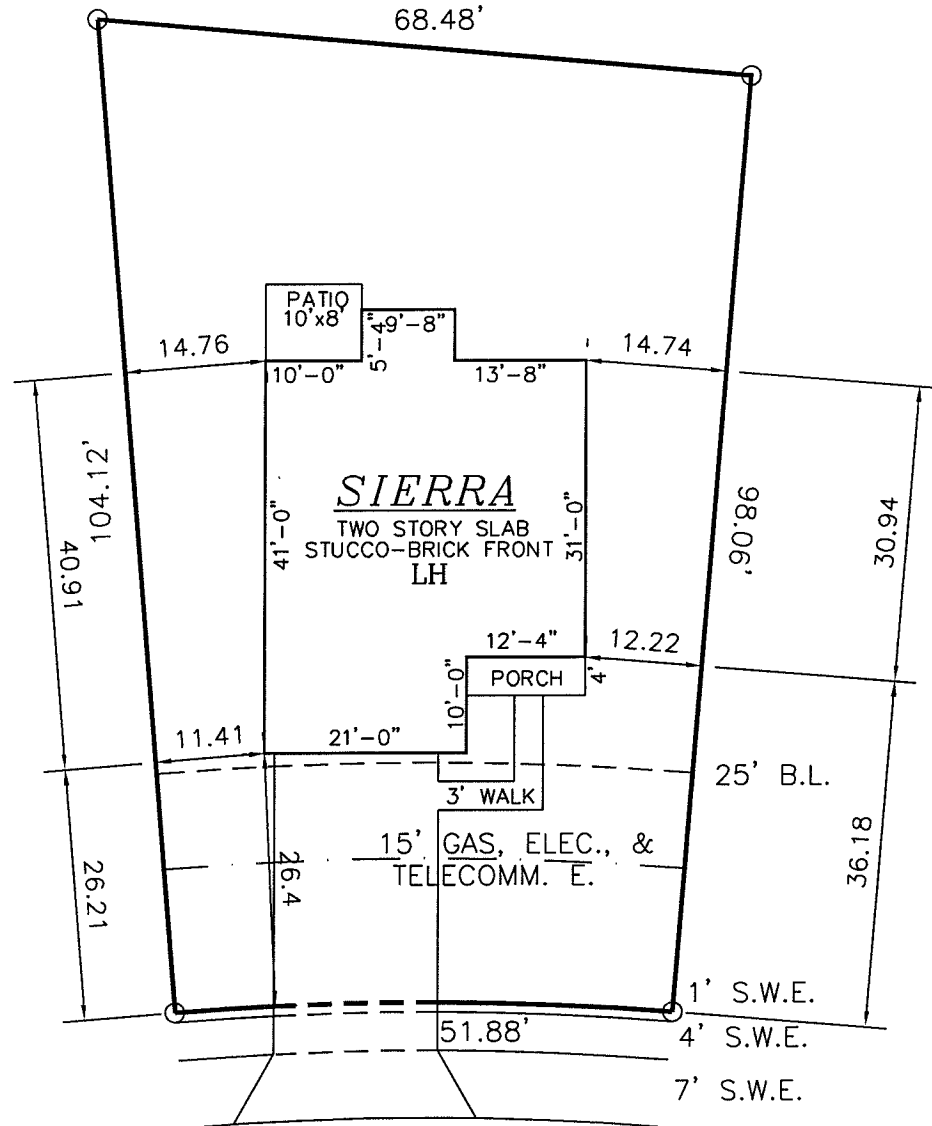 68.48'
PATIO
10'x8'
5'-4"
9'-8"
14.76
14.74
10'-0"
13'-8"
104.12'
40.91
41'-0"
SIERRA
TWO STORY SLAB
STUCCO-BRICK FRONT
LH
31'-0"
98.06'
30.94
12'-4"
12.22
PORCH
4'
10'-0"
11.41
21'-0"
25' B.L.
3' WALK
15' GAS, ELEC., &
TELECOMM. E.
26.21
26.4
36.18
1' S.W.E.
51.88'
4' S.W.E.
7' S.W.E.